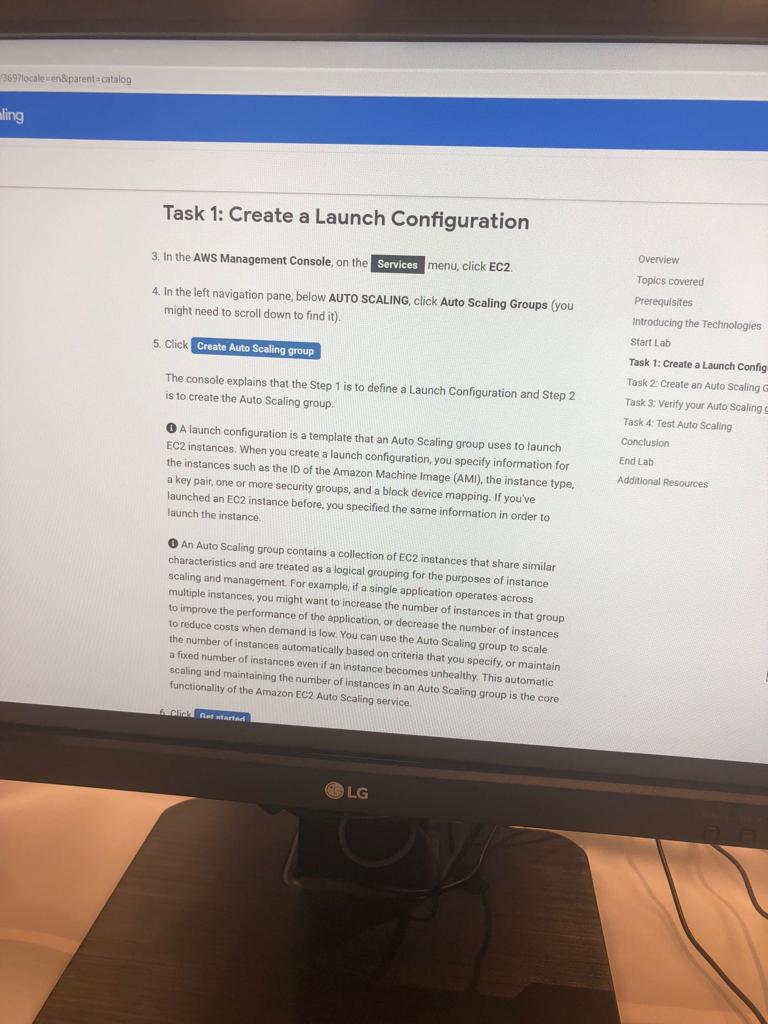 /369?locale=en&parent=catalog
ling
Task 1: Create a Launch Configuration
3. In the AWS Management Console, on the Services menu, click EC2.
4. In the left navigation pane, below AUTO SCALING, click Auto Scaling Groups (you
might need to scroll down to find it).
5. Click Create Auto Scaling group
The console explains that the Step 1 is to define a Launch Configuration and Step 2
is to create the Auto Scaling group.
A launch configuration is a template that an Auto Scaling group uses to launch
EC2 instances. When you create a launch configuration, you specify information for
the instances such as the ID of the Amazon Machine Image (AMI), the instance type,
a key pair, one or more security groups, and a block device mapping. If you've
launched an EC2 instance before, you specified the same information in order to
launch the instance.
An Auto Scaling group contains a collection of EC2 instances that share similar
characteristics and are treated as a logical grouping for the purposes of instance
scaling and management. For example, if a single application operates across
multiple instances, you might want to increase the number of instances in that group
to improve the performance of the application, or decrease the number of instances
to reduce costs when demand is low. You can use the Auto Scaling group to scale
the number of instances automatically based on criteria that you specify, or maintain
a fixed number of instances even if an instance becomes unhealthy. This automatic
scaling and maintaining the number of instances in an Auto Scaling group is the core
functionality of the Amazon EC2 Auto Scaling service.
6. Click Get started
Overview
Topics covered
Prerequisites
Introducing the Technologies
Start Lab
Task 1: Create a Launch Config
Task 2: Create an Auto Scaling G
Task 3: Verify your Auto Scaling g
Task 4: Test Auto Scaling
Conclusion
End Lab
Additional Resources
LG